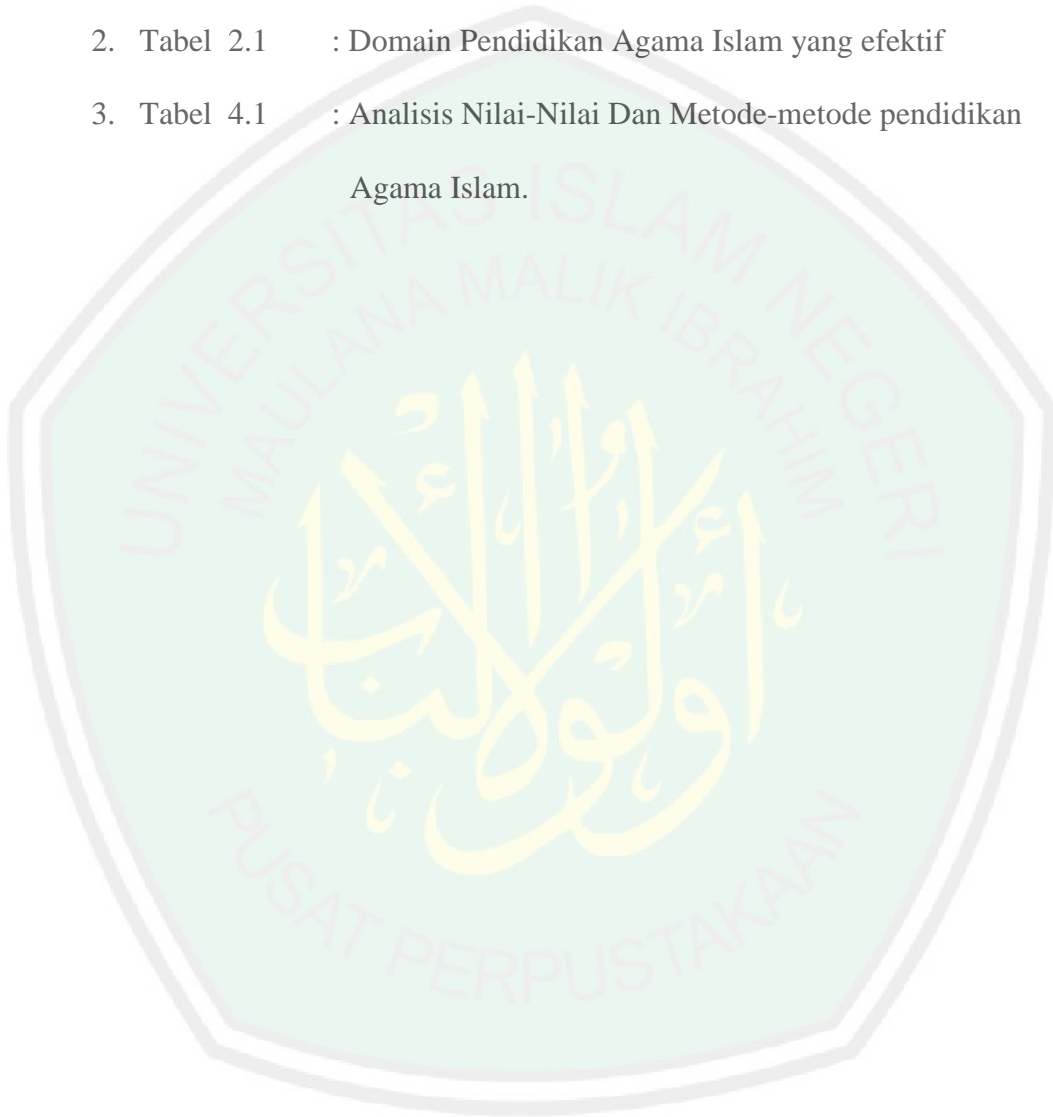 2. Tabel 2.1 : Domain Pendidikan Agama Islam yang efektif
3. Tabel 4.1 : Analisis Nilai-Nilai Dan Metode-metode pendidikan
Agama Islam.
UNIVERSITAS ISLAM NEGERI
MAULANA MALIK IBRAHIM
أولوا الألباب
PUSAT PERPUSTAKAAN